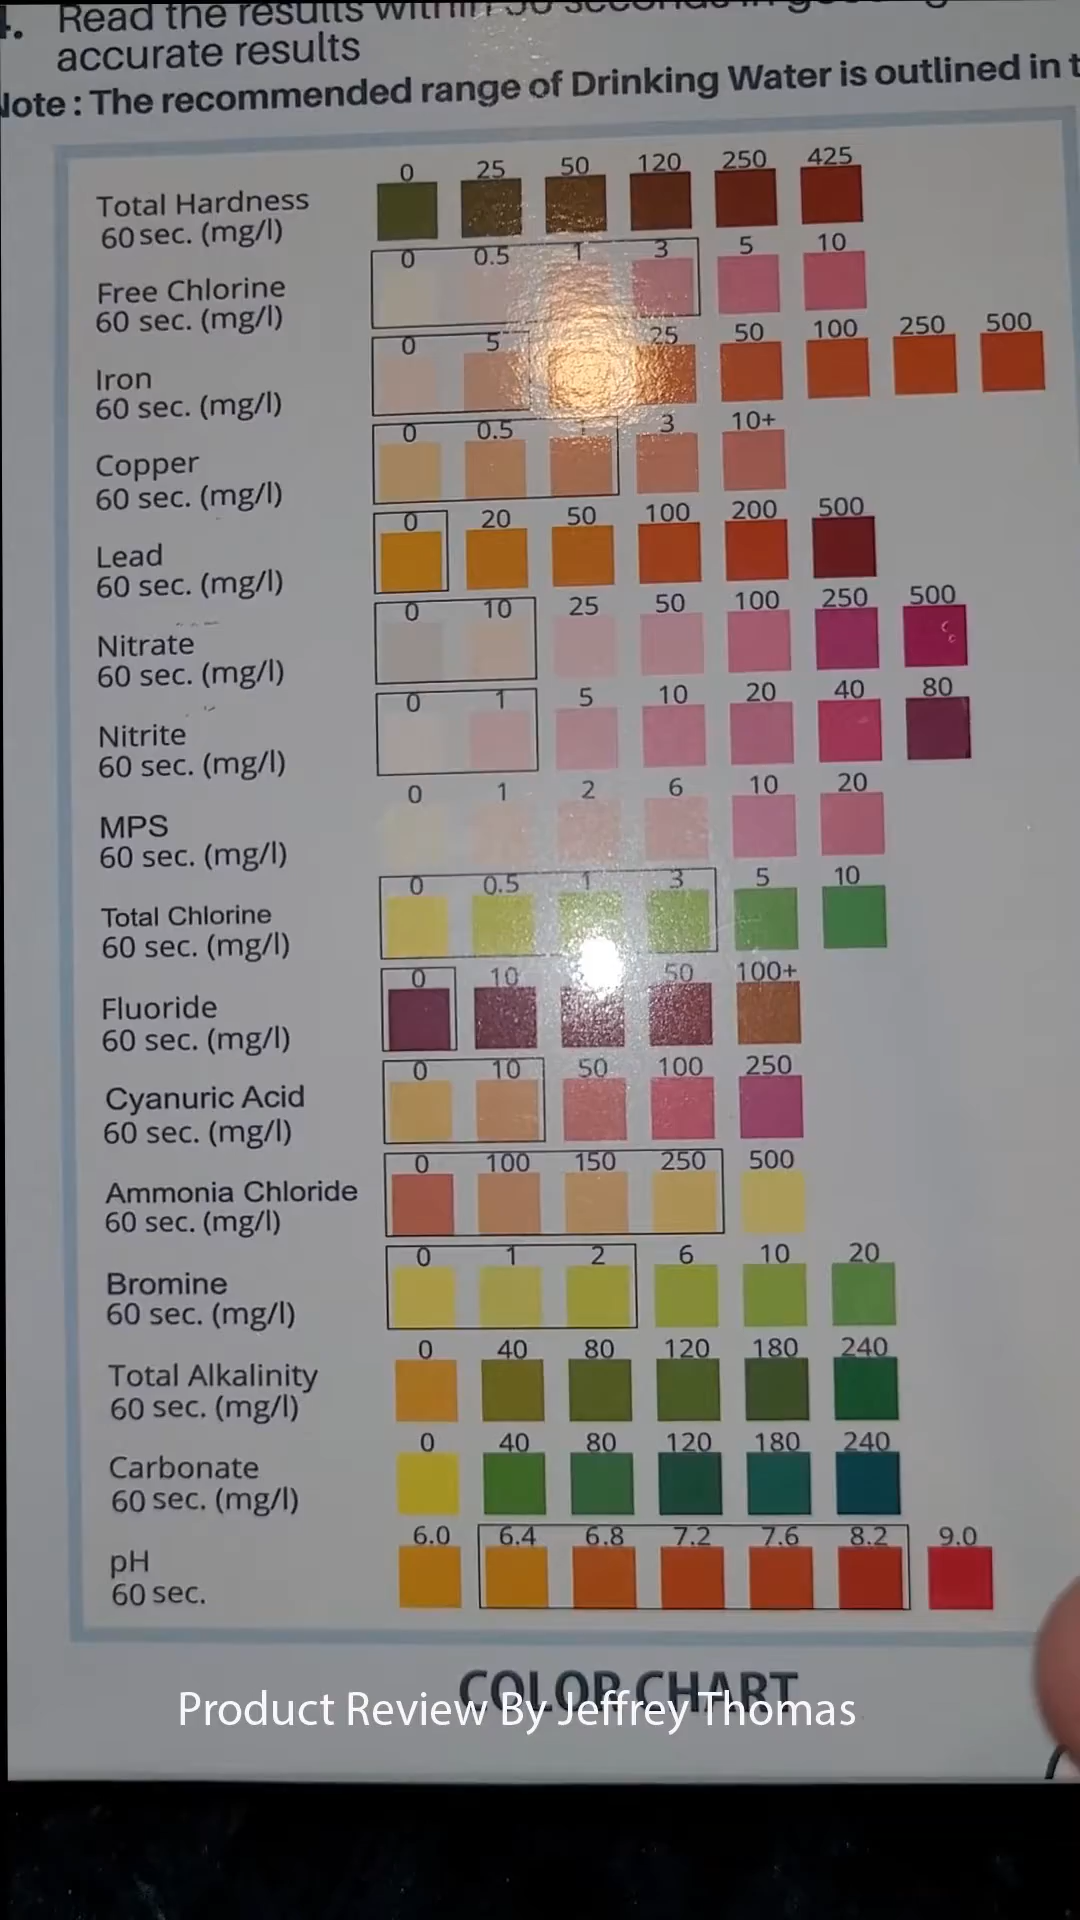 Read the results within 30 seconds in
accurate results
Note : The recommended range of Drinking Water is outlined in
0 25 50 120 250 425
Total Hardness
60 sec. (mg/l)
0 0.5 1 3 5 10
Free Chlorine
60 sec. (mg/l)
0 5 25 50 100 250 500
Iron
60 sec. (mg/l)
0 0.5 1 3 10+
Copper
60 sec. (mg/l)
0 20 50 100 200 500
Lead
60 sec. (mg/l)
0 10 25 50 100 250 500
Nitrate
60 sec. (mg/l)
0 1 5 10 20 40 80
Nitrite
60 sec. (mg/l)
0 1 2 6 10 20
MPS
60 sec. (mg/l)
0 0.5 1 3 5 10
Total Chlorine
60 sec. (mg/l)
0 10 50 100+
Fluoride
60 sec. (mg/l)
0 10 50 100 250
Cyanuric Acid
60 sec. (mg/l)
0 100 150 250 500
Ammonia Chloride
60 sec. (mg/l)
0 1 2 6 10 20
Bromine
60 sec. (mg/l)
0 40 80 120 180 240
Total Alkalinity
60 sec. (mg/l)
0 40 80 120 180 240
Carbonate
60 sec. (mg/l)
6.0 6.4 6.8 7.2 7.6 8.2 9.0
pH
60 sec.
COLOR CHART
Product Review By Jeffrey Thomas